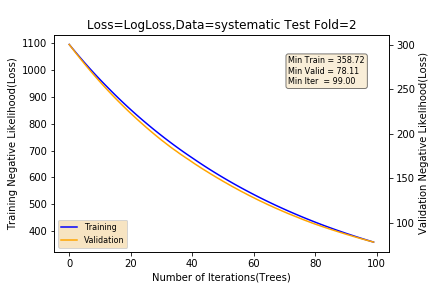 Loss=LogLoss,Data=systematic Test Fold=2
1100
1000
900
800
700
600
500
400
Training Negative Likelihood(Loss)
300
250
200
150
100
Validation Negative Likelihood(Loss)
Min Train = 358.72
Min Valid = 78.11
Min Iter = 99.00
Training
Validation
0
20
40
60
80
100
Number of Iterations(Trees)